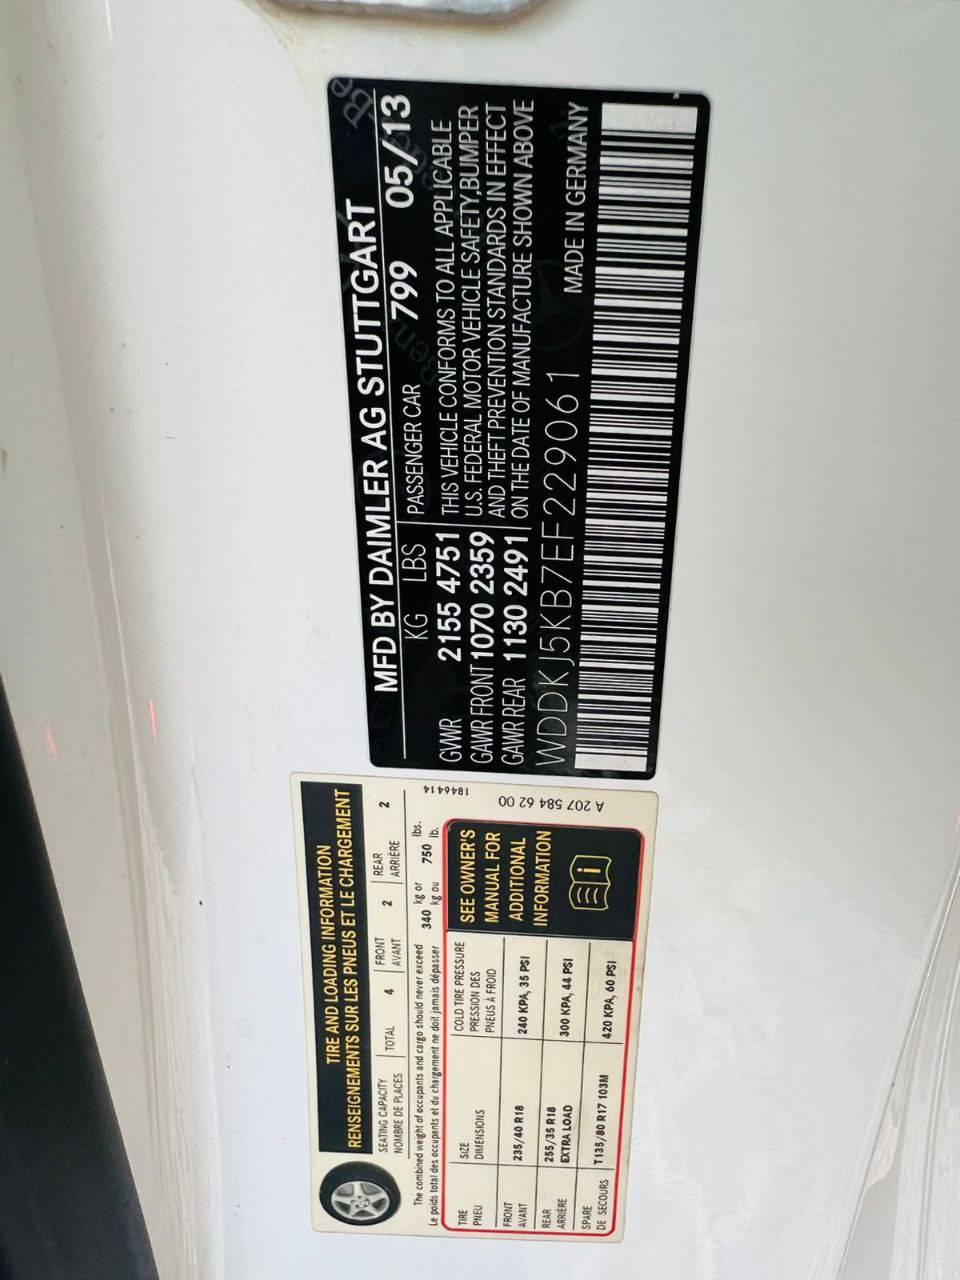 MFD BY DAIMLER AG STUTTGART
KG LBS PASSENGER CAR 799 05/13
GVWR 2155 4751 THIS VEHICLE CONFORMS TO ALL APPLICABLE
GAWR FRONT 1070 2359 U.S. FEDERAL MOTOR VEHICLE SAFETY,BUMPER
GAWR REAR 1130 2491 AND THEFT PREVENTION STANDARDS IN EFFECT
ON THE DATE OF MANUFACTURE SHOWN ABOVE
WDDKJ5KB7EF229061 MADE IN GERMANY
TIRE AND LOADING INFORMATION
RENSEIGNEMENTS SUR LES PNEUS ET LE CHARGEMENT
SEATING CAPACITY
NOMBRE DE PLACES
TOTAL 4
FRONT
AVANT
2
REAR
ARRIÈRE
2
The combined weight of occupants and cargo should never exceed 340 kg or 750 lbs.
Le poids total des occupants et du chargement ne doit jamais dépasser kg ou lb.
TIRE
PNEU
SIZE
DIMENSIONS
COLD TIRE PRESSURE
PRESSION DES
PNEUS À FROID
FRONT
AVANT
235/40 R18
240 KPA, 35 PSI
REAR
ARRIÈRE
255/35 R18
EXTRA LOAD
300 KPA, 44 PSI
SPARE
DE SECOURS
T135/80 R17 103M
420 KPA, 60 PSI
SEE OWNER'S
MANUAL FOR
ADDITIONAL
INFORMATION
1846414
A 207 584 62 00